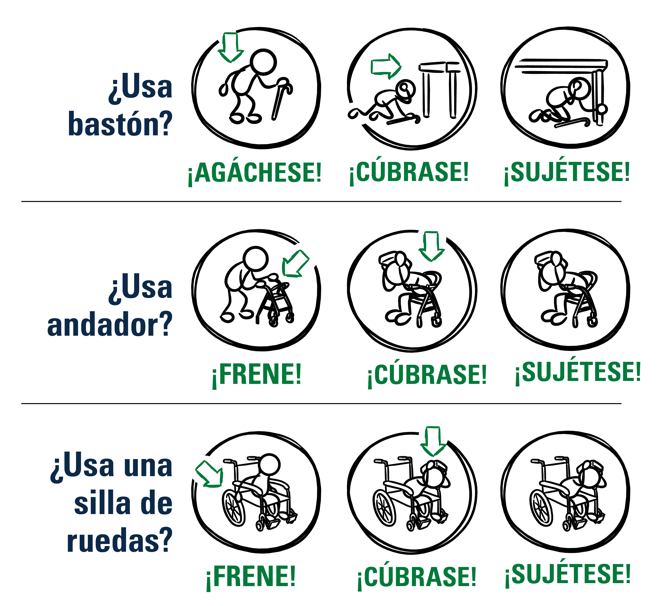 ¿Usa
bastón?
¡AGÁCHESE!
¡CÚBRASE!
¡SUJÉTESE!
¿Usa
andador?
¡FRENE!
¡CÚBRASE!
¡SUJÉTESE!
¿Usa una
silla de
ruedas?
¡FRENE!
¡CÚBRASE!
¡SUJÉTESE!